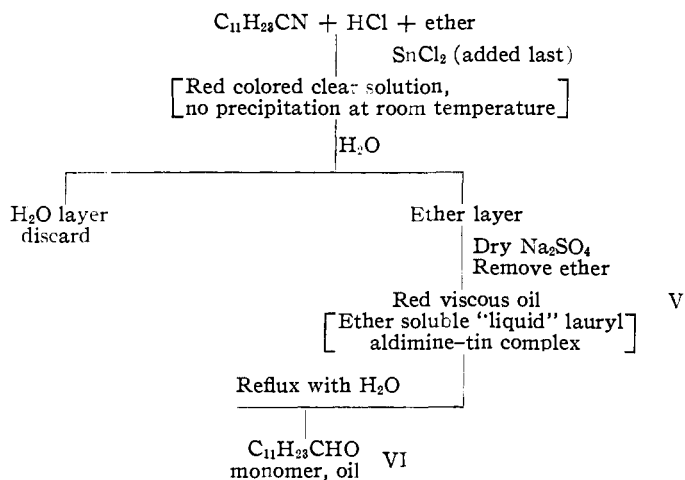 C₁₁H₂₃CN + HCl + ether
SnCl₂ (added last)
[Red colored clear solution,
no precipitation at room temperature]
H₂O
H₂O layer
discard
Ether layer
Dry Na₂SO₄
Remove ether
Red viscous oil V
[Ether soluble "liquid" lauryl
aldimine-tin complex]
Reflux with H₂O
C₁₁H₂₃CHO
monomer, oil VI